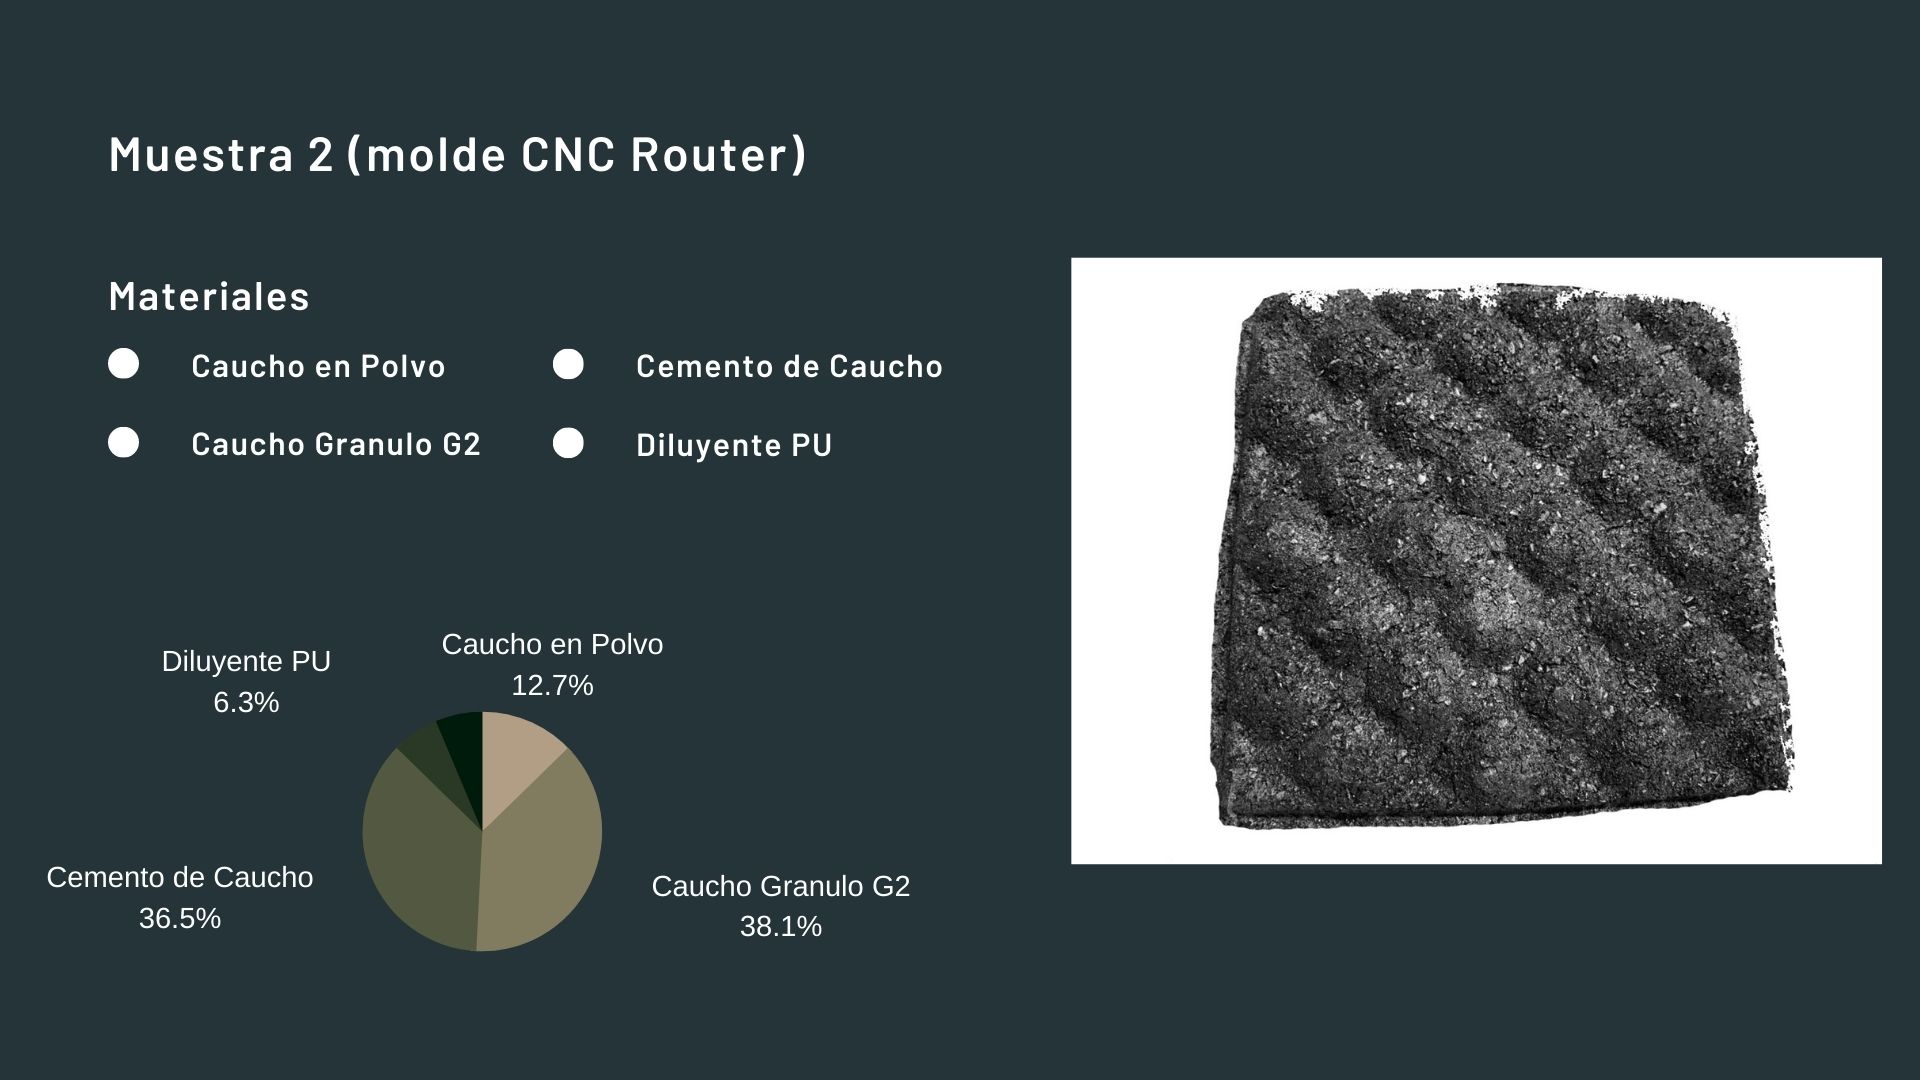 Muestra 2 (molde CNC Router)
Materiales
Caucho en Polvo
Cemento de Caucho
Caucho Granulo G2
Diluyente PU
Caucho en Polvo
12.7%
Diluyente PU
6.3%
Cemento de Caucho
36.5%
Caucho Granulo G2
38.1%